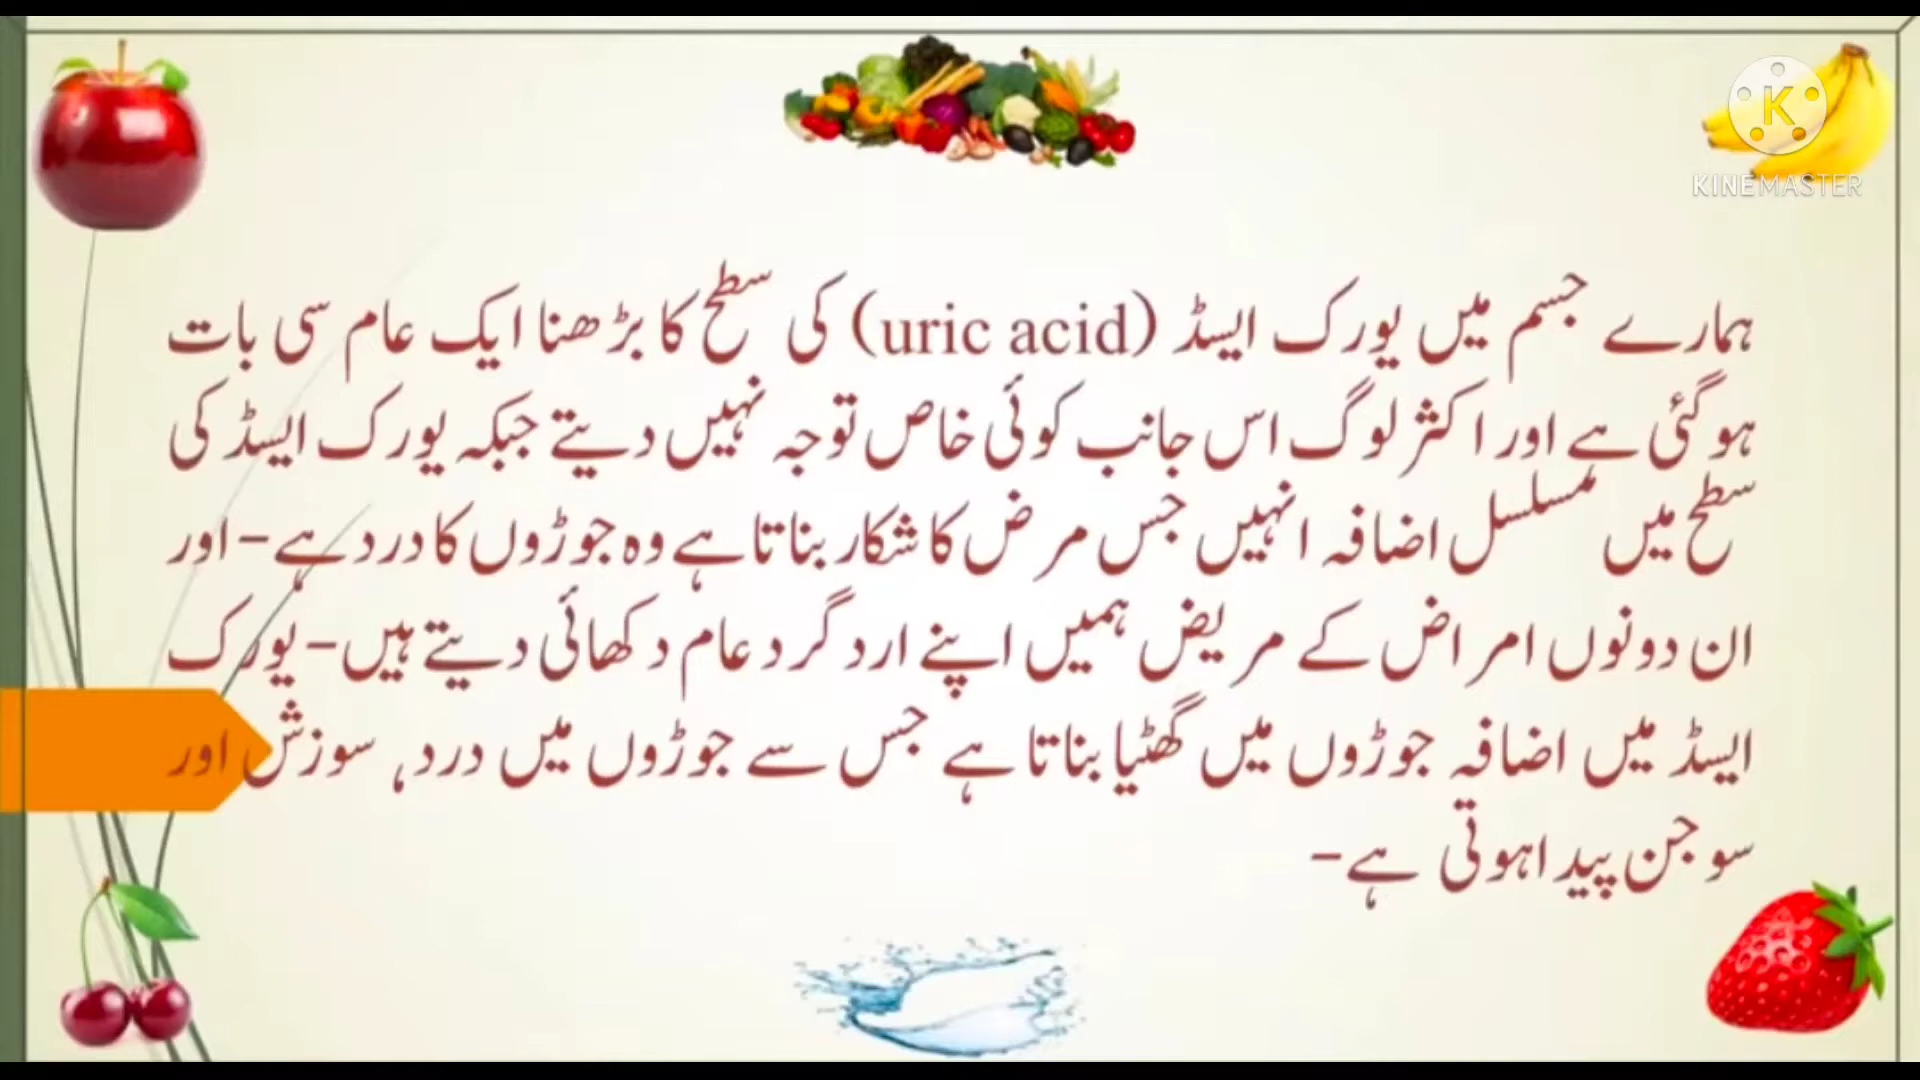 KINEMASTER
ہمارے جسم میں یورک ایسڈ (uric acid) کی سطح کا بڑھنا ایک عام سی بات
ہوگئی ہے اور اکثر لوگ اس جانب کوئی خاص توجہ نہیں دیتے جبکہ یورک ایسڈ کی
سطح میں مسلسل اضافہ انہیں جس مرض کا شکار بناتا ہے وہ جوڑوں کا درد ہے- اور
ان دونوں امراض کے مریض ہمیں اپنے ارد گرد عام دکھائی دیتے ہیں- یورک
ایسڈ میں اضافہ جوڑوں میں گھٹیا بناتا ہے جس سے جوڑوں میں درد, سوزش اور
سوجن پیدا ہوتی ہے-